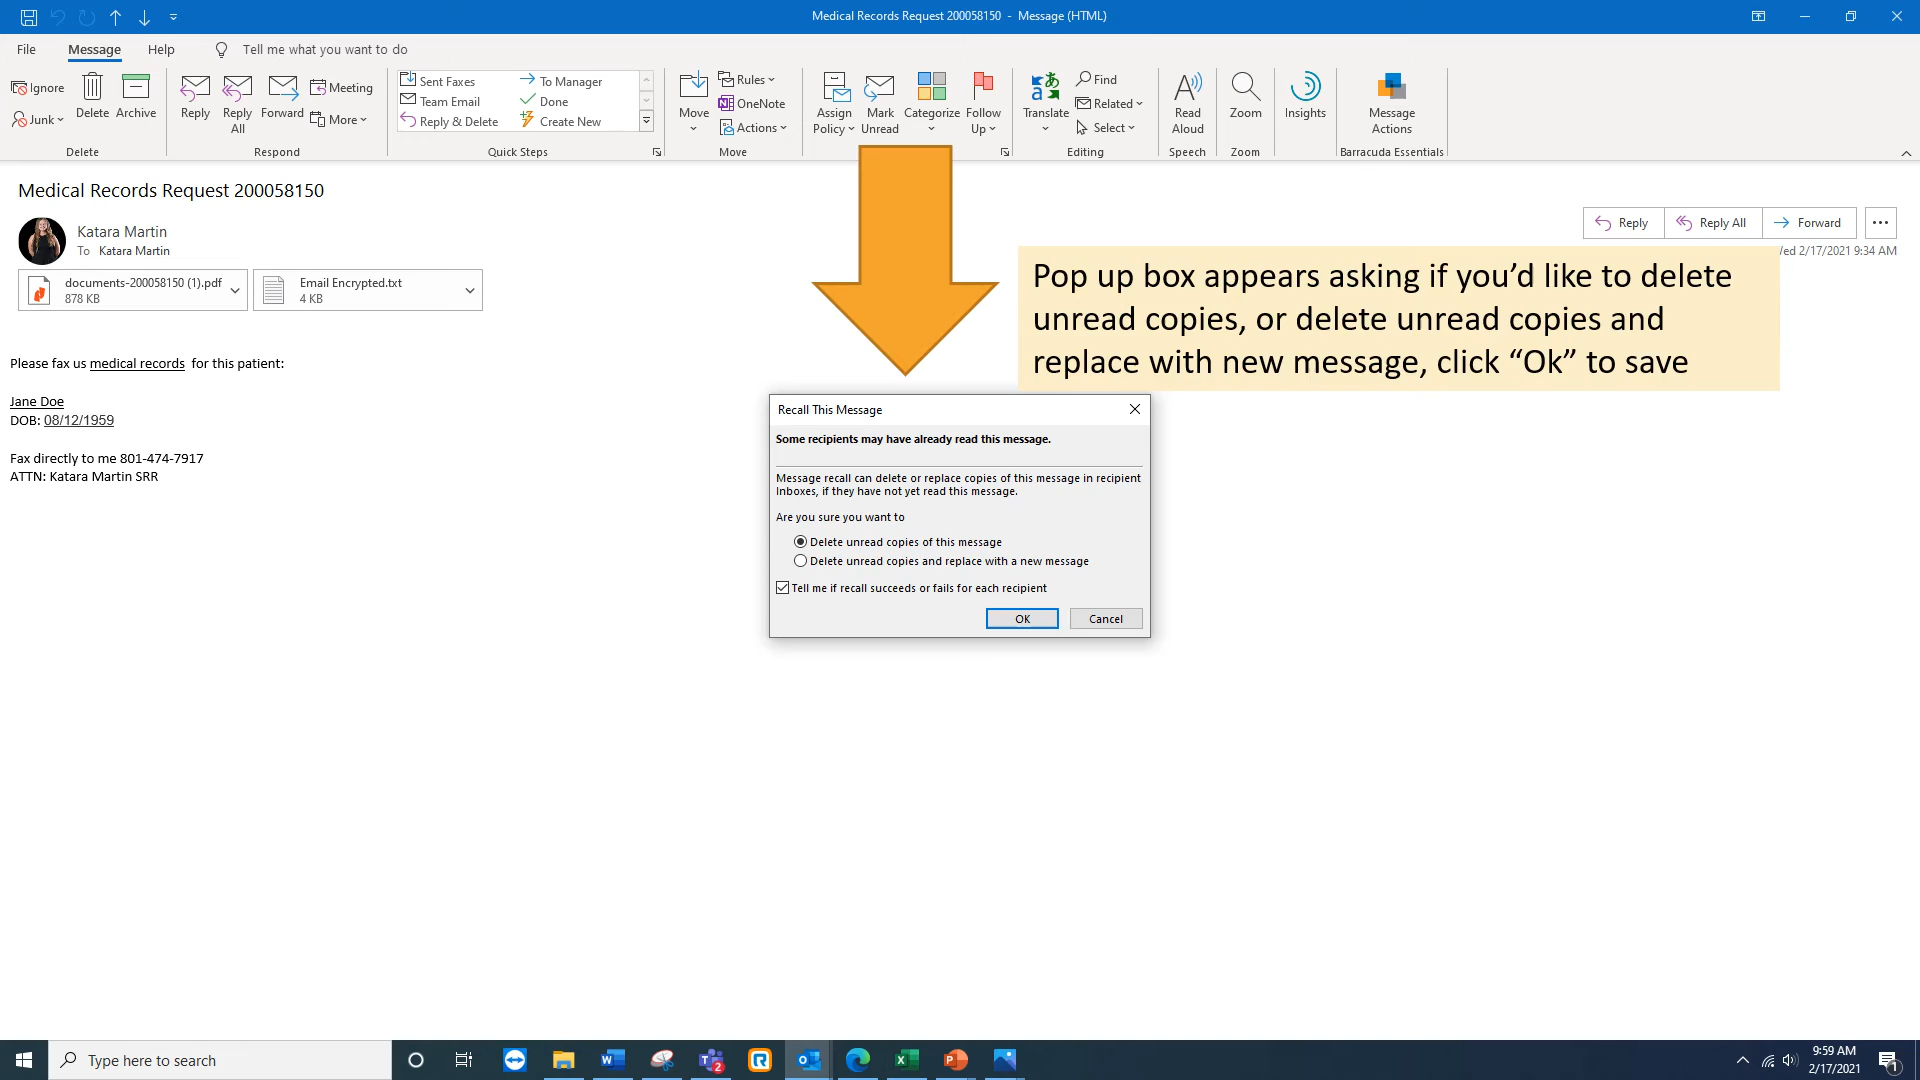 Medical Records Request 200058150 - Message (HTML)
File Message Help Tell me what you want to do
Ignore
Junk
Delete
Archive
Delete
Reply
Reply All
Forward
Meeting
More
Respond
Sent Faxes
Team Email
Reply & Delete
To Manager
Done
Create New
Quick Steps
Move
Rules
OneNote
Actions
Move
Assign Policy
Mark Unread
Categorize
Follow Up
Translate
Find
Related
Select
Editing
Read Aloud
Speech
Zoom
Zoom
Insights
Message Actions
Barracuda Essentials
Medical Records Request 200058150
Katara Martin
To Katara Martin
Reply
Reply All
Forward
ed 2/17/2021 9:34 AM
documents-200058150 (1).pdf
878 KB
Email Encrypted.txt
4 KB
Pop up box appears asking if you’d like to delete
unread copies, or delete unread copies and
replace with new message, click “Ok” to save
Please fax us medical records for this patient:
Jane Doe
DOB: 08/12/1959
Fax directly to me 801-474-7917
ATTN: Katara Martin SRR
Recall This Message
Some recipients may have already read this message.
Message recall can delete or replace copies of this message in recipient
Inboxes, if they have not yet read this message.
Are you sure you want to
Delete unread copies of this message
Delete unread copies and replace with a new message
Tell me if recall succeeds or fails for each recipient
OK
Cancel
Type here to search
2
9:59 AM
2/17/2021
1